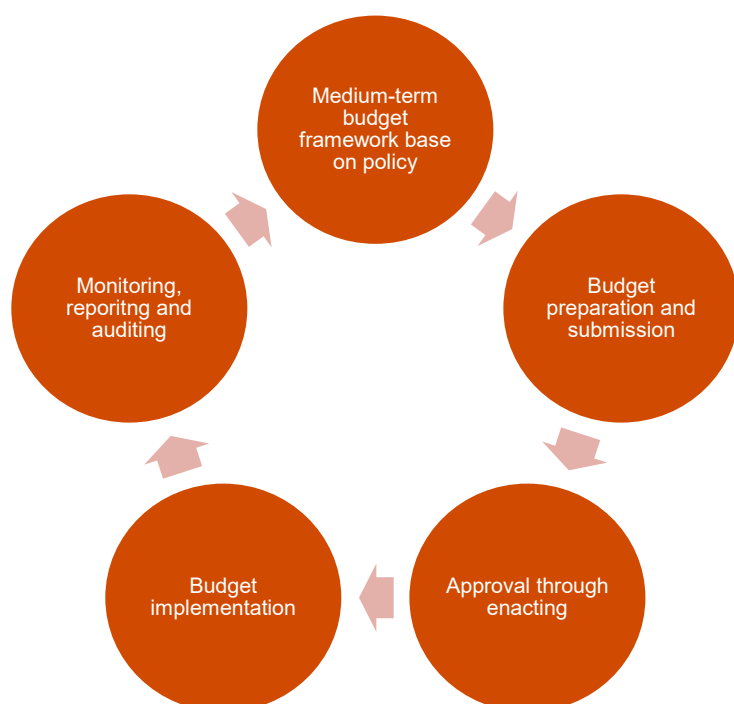 Medium-term
budget
framework base
on policy
Budget
preparation and
submission
Approval through
enacting
Budget
implementation
Monitoring,
reporitng and
auditing